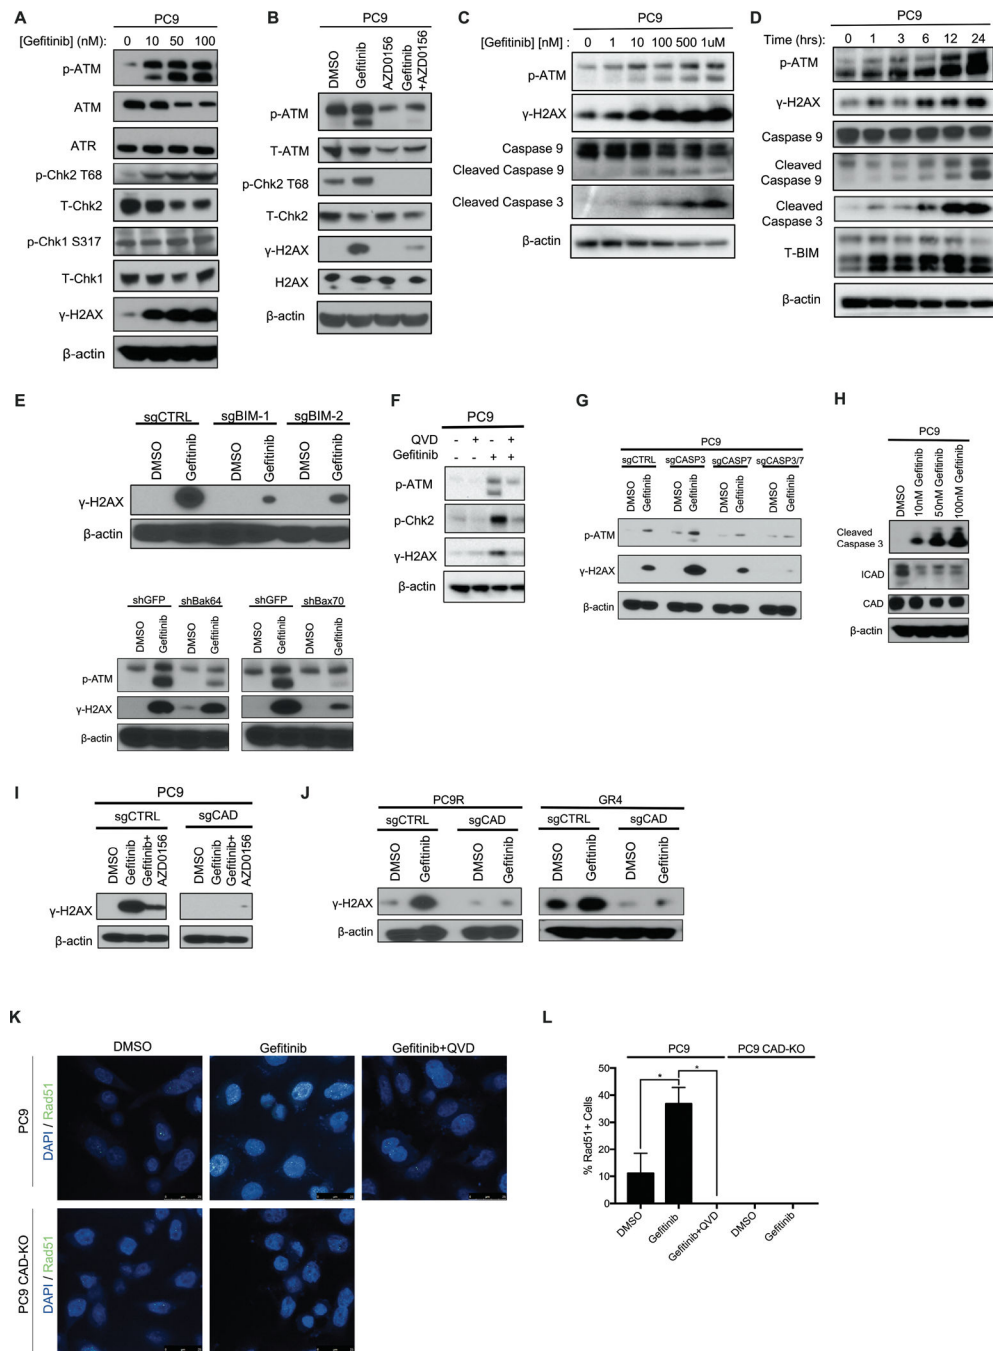 A
PC9
[Gefitinib] (nM): 0 10 50 100
p-ATM
ATM
ATR
p-Chk2 T68
T-Chk2
p-Chk1 S317
T-Chk1
γ-H2AX
β-actin
B
PC9
DMSO Gefitinib AZD0156 Gefitinib +AZD0156
p-ATM
T-ATM
p-Chk2 T68
T-Chk2
γ-H2AX
H2AX
β-actin
C
PC9
[Gefitinib] [nM] : 0 1 10 100 500 1uM
p-ATM
γ-H2AX
Caspase 9
Cleaved Caspase 9
Cleaved Caspase 3
β-actin
D
PC9
Time (hrs): 0 1 3 6 12 24
p-ATM
γ-H2AX
Caspase 9
Cleaved
Caspase 9
Cleaved
Caspase 3
T-BIM
β-actin
E
sgCTRL sgBIM-1 sgBIM-2
DMSO Gefitinib DMSO Gefitinib DMSO Gefitinib
γ-H2AX
β-actin
shGFP shBak64 shGFP shBax70
DMSO Gefitinib DMSO Gefitinib DMSO Gefitinib DMSO Gefitinib
p-ATM
γ-H2AX
β-actin
F
PC9
QVD - + - +
Gefitinib - - + +
p-ATM
p-Chk2
γ-H2AX
β-actin
G
PC9
sgCTRL sgCASP3 sgCASP7 sgCASP3/7
DMSO Gefitinib DMSO Gefitinib DMSO Gefitinib DMSO Gefitinib
p-ATM
γ-H2AX
β-actin
H
PC9
DMSO 10nM Gefitinib 50nM Gefitinib 100nM Gefitinib
Cleaved
Caspase 3
ICAD
CAD
β-actin
I
PC9
sgCTRL sgCAD
DMSO Gefitinib Gefitinib+ AZD0156 DMSO Gefitinib Gefitinib+ AZD0156
γ-H2AX
β-actin
J
PC9R GR4
sgCTRL sgCAD sgCTRL sgCAD
DMSO Gefitinib DMSO Gefitinib DMSO Gefitinib DMSO Gefitinib
γ-H2AX
β-actin
K
DMSO Gefitinib Gefitinib+QVD
PC9
DAPI / Rad51
PC9 CAD-KO
DAPI / Rad51
L
PC9 PC9 CAD-KO
% Rad51+ Cells
50
40
30
20
10
0
* *
DMSO Gefitinib Gefitinib+QVD DMSO Gefitinib